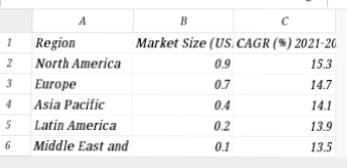 A B C
1 Region Market Size (US. CAGR (%) 2021-20
2 North America 0.9 15.3
3 Europe 0.7 14.7
4 Asia Pacific 0.4 14.1
5 Latin America 0.2 13.9
6 Middle East and 0.1 13.5